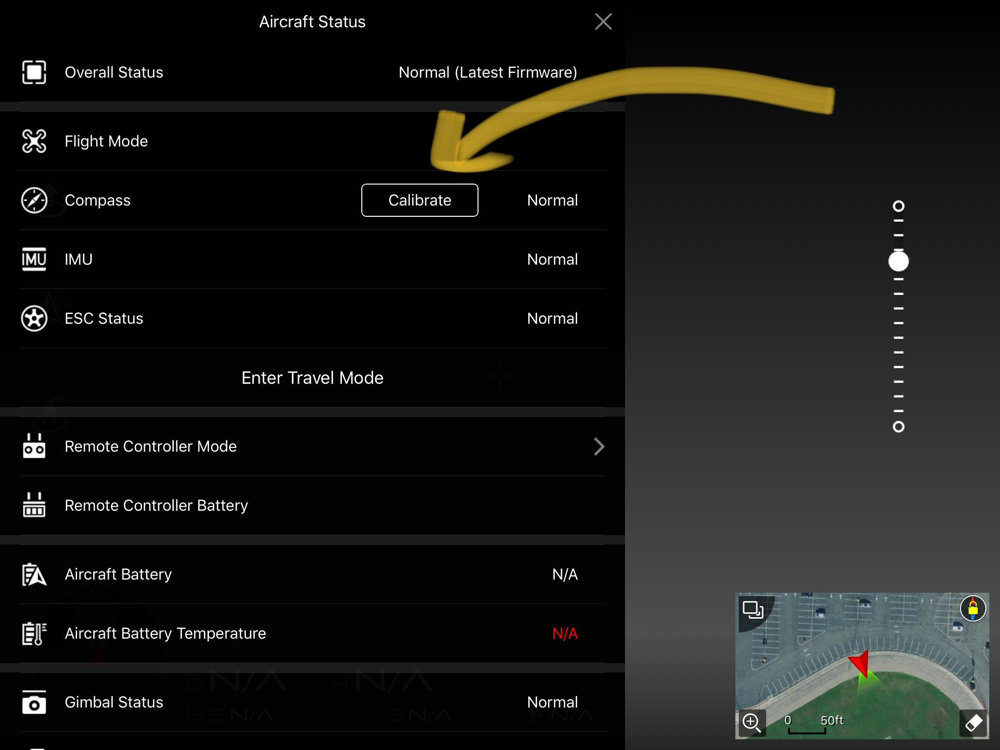 Aircraft Status
Overall Status Normal (Latest Firmware)
Flight Mode
Compass Calibrate Normal
IMU IMU Normal
ESC Status Normal
Enter Travel Mode
Remote Controller Mode
Remote Controller Battery
Aircraft Battery N/A
N
Aircraft Battery Temperature N/A
D N/A H N/A
Gimbal Status Normal
H.S N/A V.S N/A N/A
0 50ft